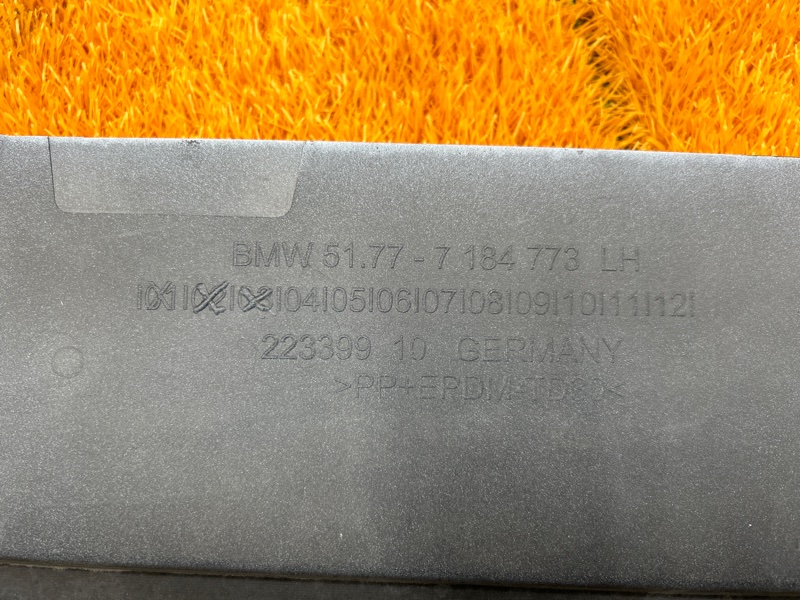 BMW 51.77 - 7 184 773 LH
|01|02|03|04|05|06|07|08|09|10|11|12|
223399 10 GERMANY
>PP+EPDM-TD30<